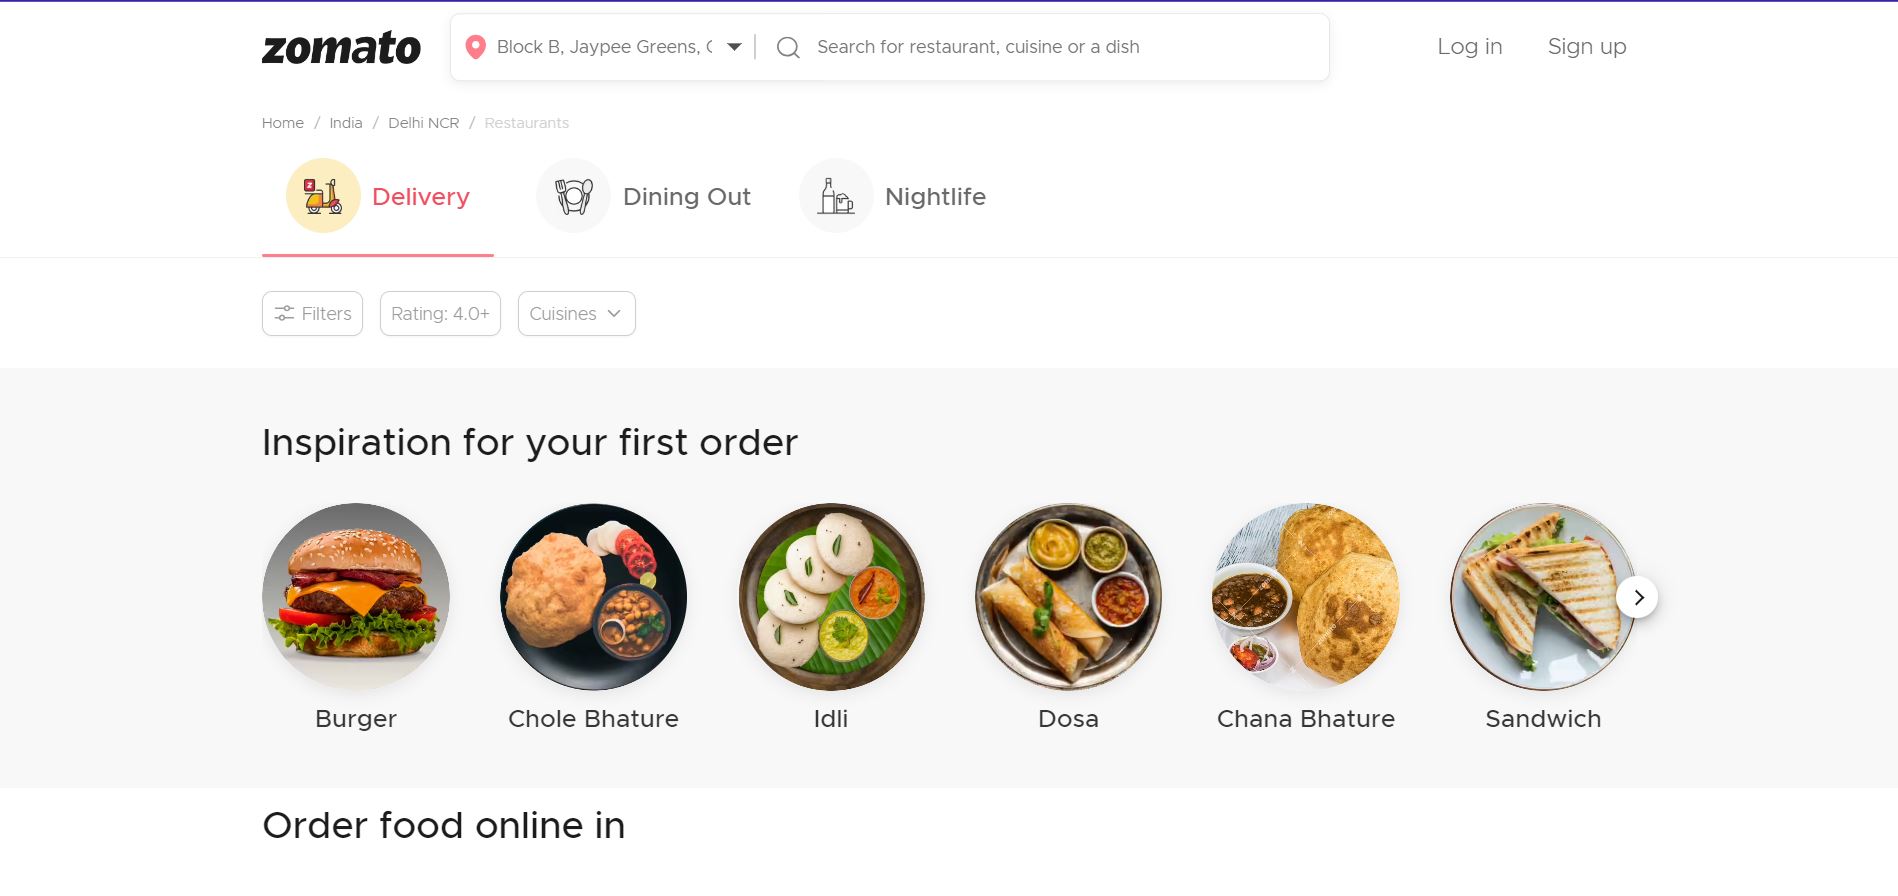 zomato
Block B, Jaypee Greens,
Search for restaurant, cuisine or a dish
Log in
Sign up
Home / India / Delhi NCR / Restaurants
Delivery
Dining Out
Nightlife
Filters
Rating: 4.0+
Cuisines
Inspiration for your first order
Burger
Chole Bhature
Idli
Dosa
Chana Bhature
Sandwich
Order food online in